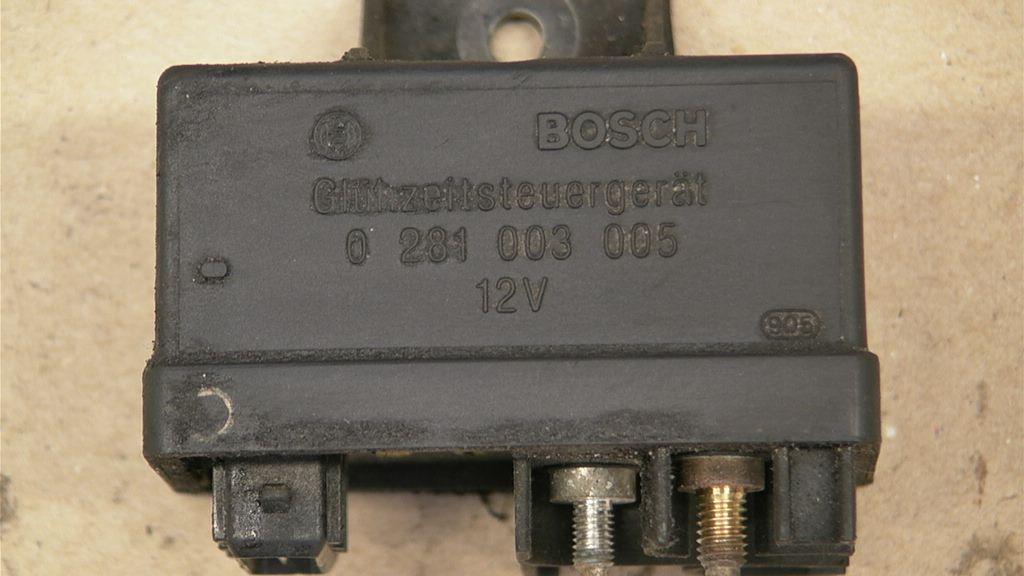 BOSCH
Glühzeitsteuergerät
0 281 003 005
12V
905